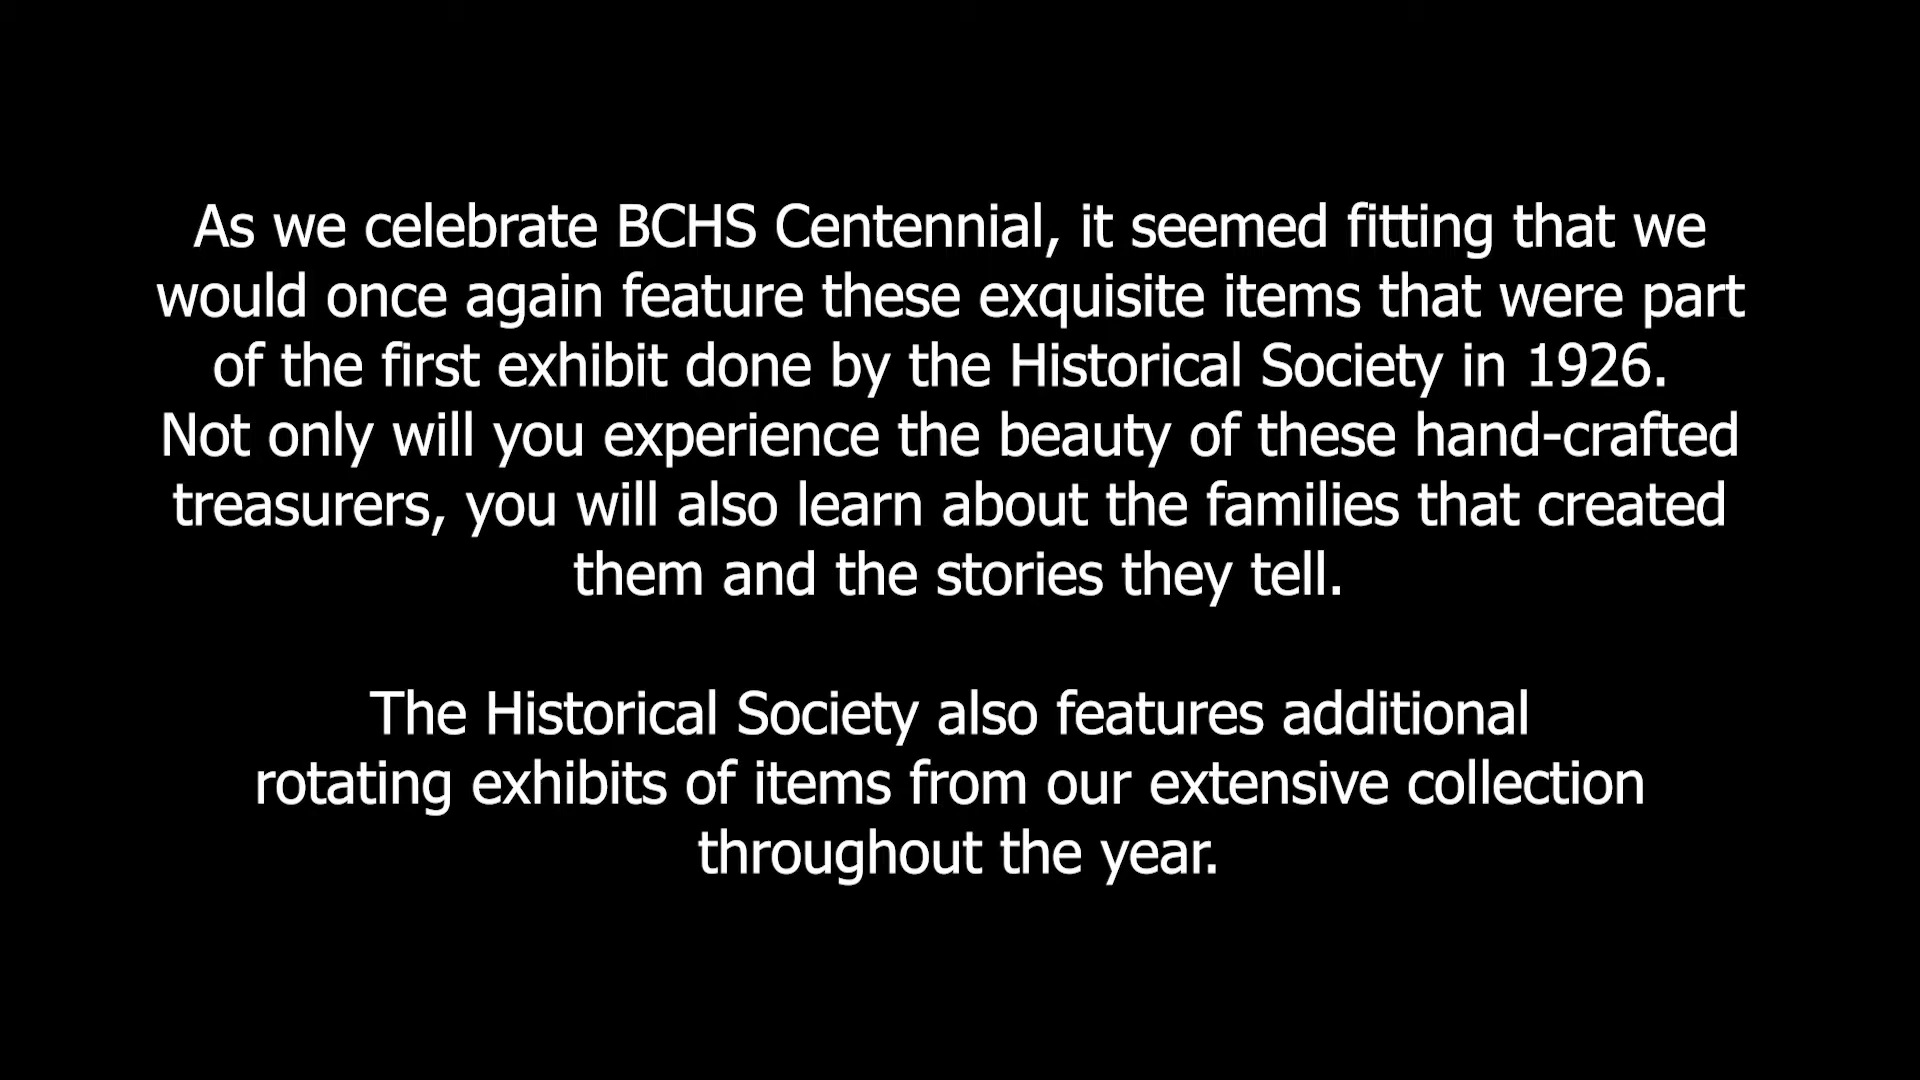 As we celebrate BCHS Centennial, it seemed fitting that we
would once again feature these exquisite items that were part
of the first exhibit done by the Historical Society in 1926.
Not only will you experience the beauty of these hand-crafted
treasurers, you will also learn about the families that created
them and the stories they tell.
The Historical Society also features additional
rotating exhibits of items from our extensive collection
throughout the year.